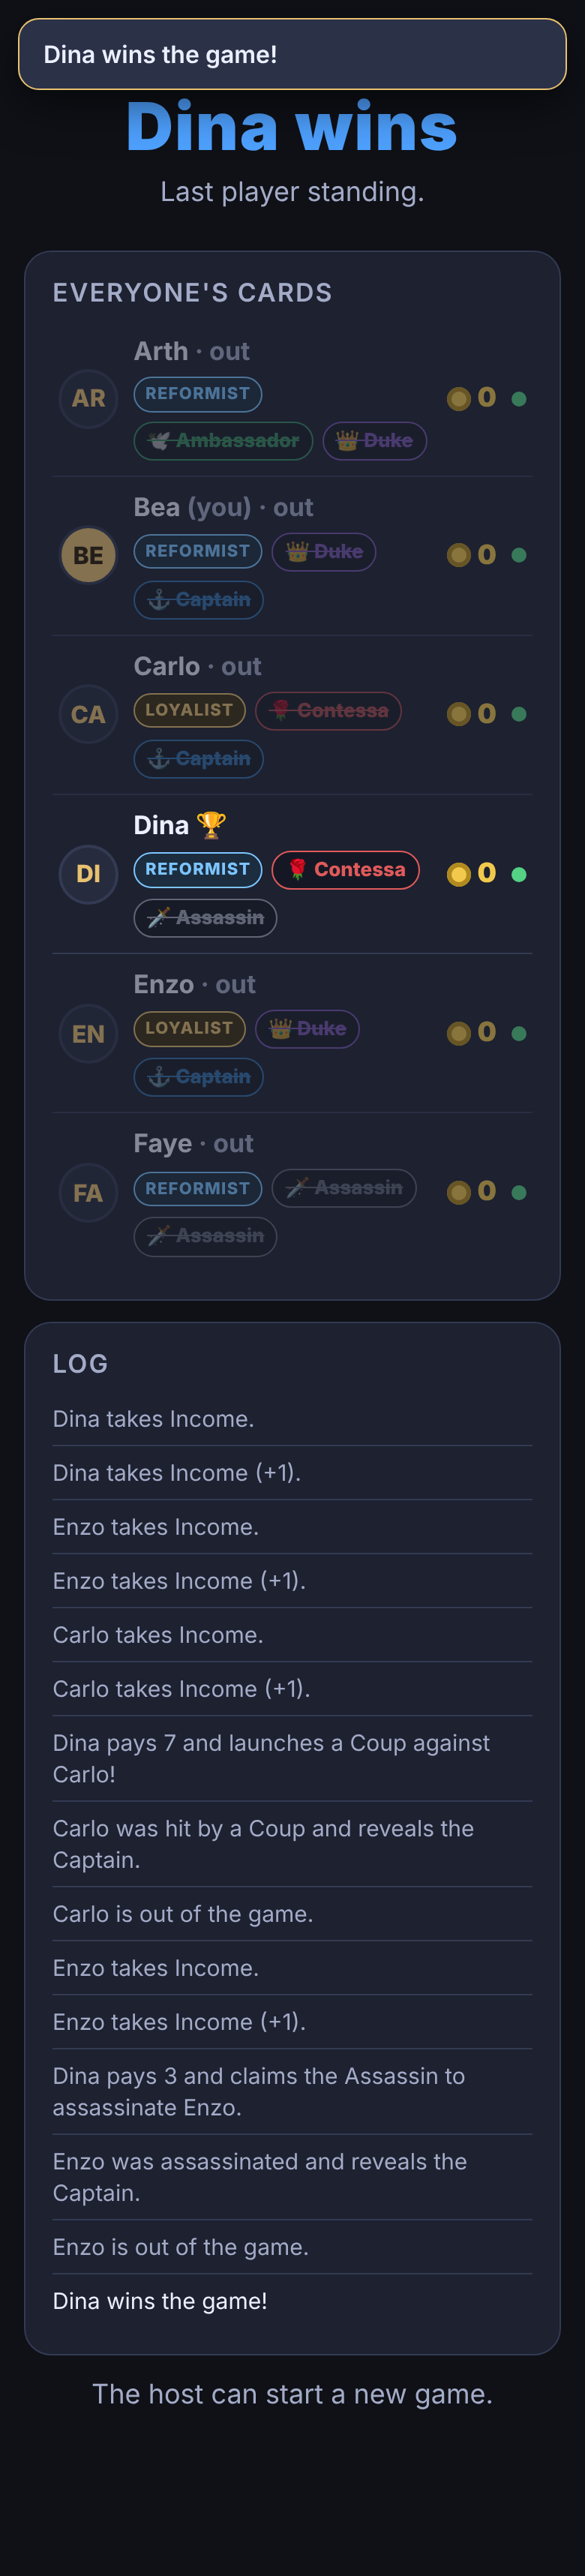 Dina wins the game!
Dina wins
Last player standing.
EVERYONE'S CARDS
AR
Arth · out
REFORMIST
Ambassador
Duke
0
BE
Bea (you) · out
REFORMIST
Duke
Captain
0
CA
Carlo · out
LOYALIST
Contessa
Captain
0
DI
Dina
REFORMIST
Contessa
Assassin
0
EN
Enzo · out
LOYALIST
Duke
Captain
0
FA
Faye · out
REFORMIST
Assassin
Assassin
0
LOG
Dina takes Income.
Dina takes Income (+1).
Enzo takes Income.
Enzo takes Income (+1).
Carlo takes Income.
Carlo takes Income (+1).
Dina pays 7 and launches a Coup against
Carlo!
Carlo was hit by a Coup and reveals the
Captain.
Carlo is out of the game.
Enzo takes Income.
Enzo takes Income (+1).
Dina pays 3 and claims the Assassin to
assassinate Enzo.
Enzo was assassinated and reveals the
Captain.
Enzo is out of the game.
Dina wins the game!
The host can start a new game.